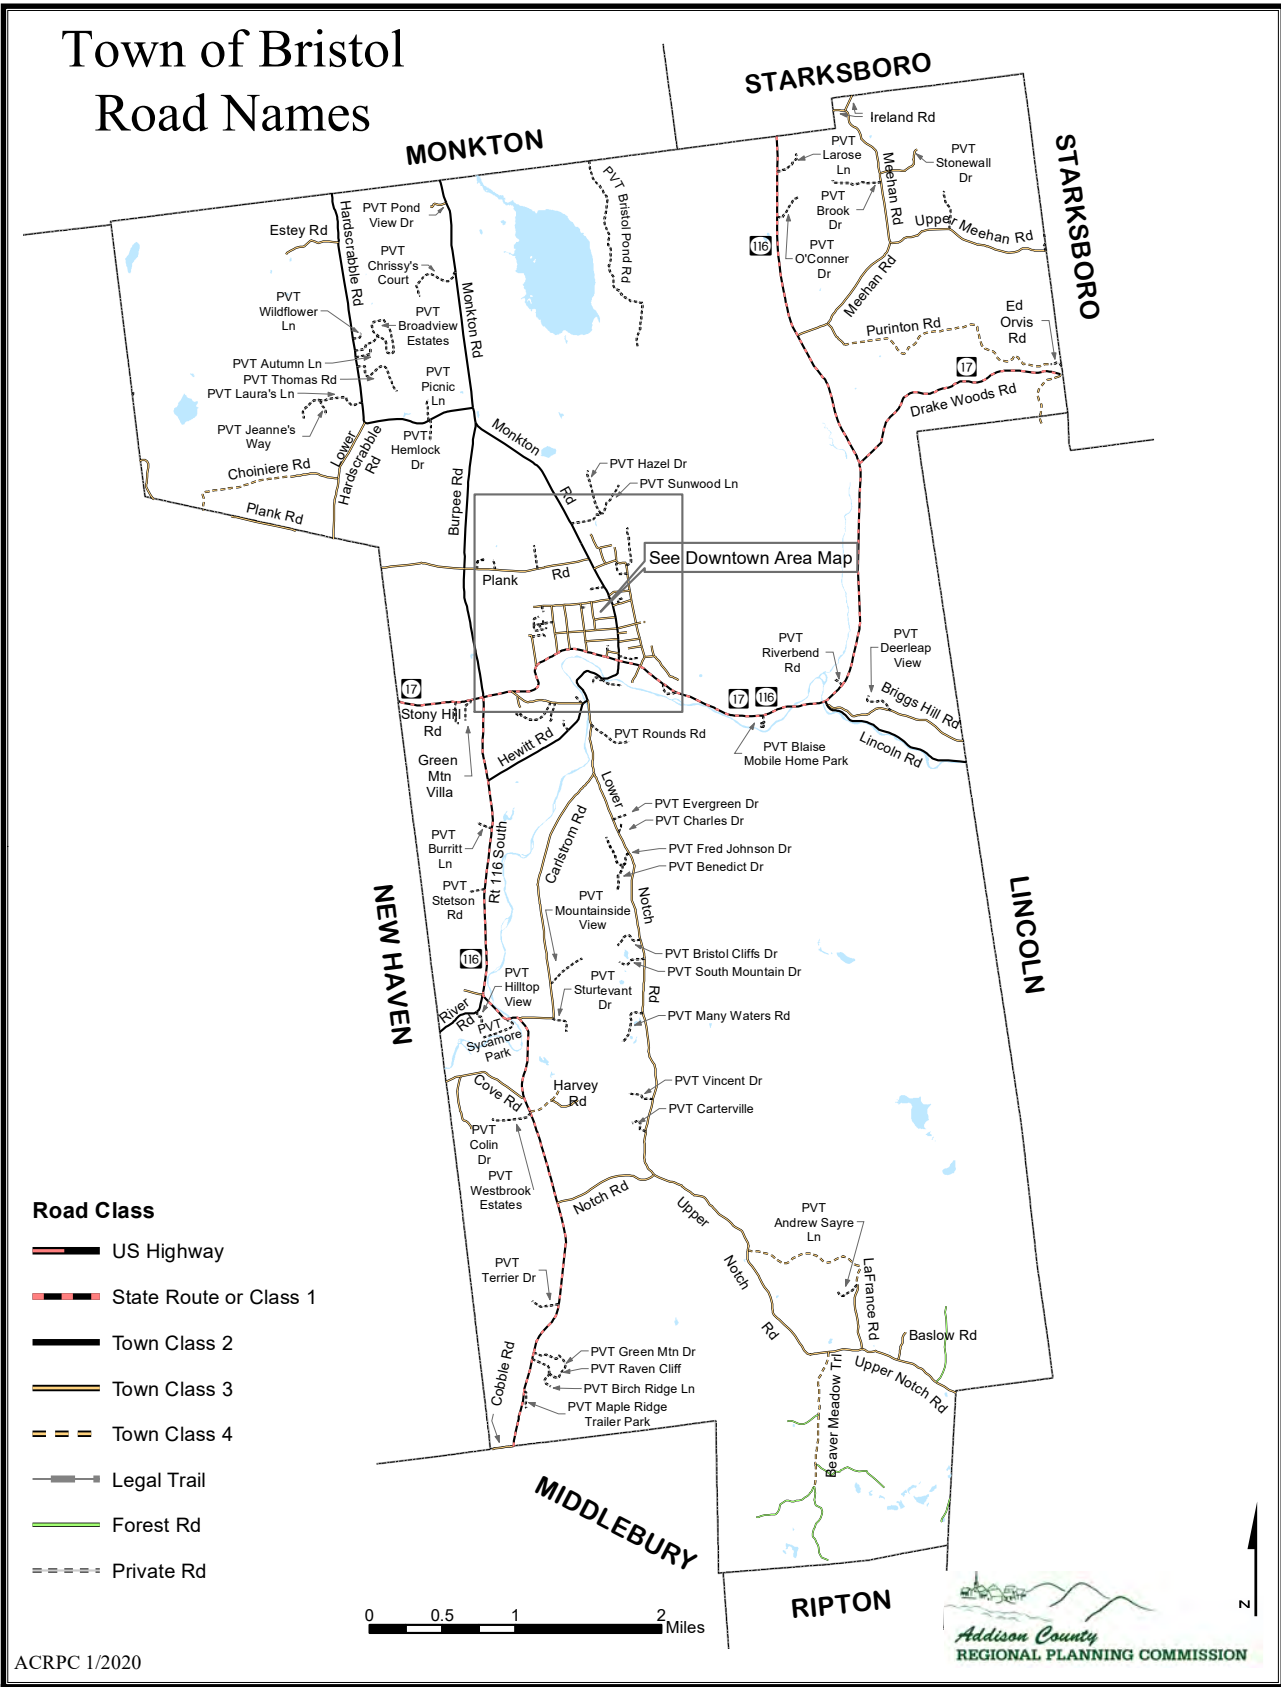 Town of Bristol
Road Names
STARKSBORO
MONKTON
STARKSBORO
Ireland Rd
PVT
Larose
Ln
PVT
Stonewall
Dr
Meehan Rd
PVT
Brook
Dr
Upper Meehan Rd
116
PVT
O'Conner
Dr
Meehan Rd
PVT Bristol Pond Rd
PVT Pond
View Dr
Hardscrabble Rd
Estey Rd
PVT
Chrissy's
Court
Monkton Rd
PVT
Wildflower
Ln
PVT
Broadview
Estates
Ed
Orvis
Rd
Purinton Rd
17
Drake Woods Rd
PVT Autumn Ln
PVT Thomas Rd
PVT Laura's Ln
PVT
Picnic
Ln
PVT Jeanne's
Way
PVT
Hemlock
Dr
Monkton
Rd
Lower
Hardscrabble
Rd
Choiniere Rd
Burpee Rd
PVT Hazel Dr
PVT Sunwood Ln
Plank Rd
See Downtown Area Map
Plank
Rd
PVT
Riverbend
Rd
PVT
Deerleap
View
17
Stony Hill
Rd
17
116
Briggs Hill Rd
Lincoln Rd
PVT Rounds Rd
PVT Blaise
Mobile Home Park
Hewitt Rd
Green
Mtn
Villa
Lower
Notch
Rd
PVT Evergreen Dr
PVT Charles Dr
Carlstrom Rd
PVT
Burritt
Ln
Rt 116 South
PVT Fred Johnson Dr
PVT Benedict Dr
PVT
Stetson
Rd
PVT
Mountainside
View
NEW HAVEN
LINCOLN
116
PVT Bristol Cliffs Dr
PVT South Mountain Dr
PVT
Hilltop
View
PVT
Sturtevant
Dr
River
Rd
PVT
Sycamore
Park
PVT Many Waters Rd
Cove Rd
Harvey
Rd
PVT Vincent Dr
PVT Carterville
PVT
Colin
Dr
PVT
Westbrook
Estates
Notch Rd
Upper
Notch
Rd
PVT
Andrew Sayre
Ln
LaFrance Rd
PVT
Terrier Dr
Baslow Rd
Upper Notch Rd
Beaver Meadow Trl
Cobble Rd
PVT Green Mtn Dr
PVT Raven Cliff
PVT Birch Ridge Ln
PVT Maple Ridge
Trailer Park
MIDDLEBURY
RIPTON
Road Class
US Highway
State Route or Class 1
Town Class 2
Town Class 3
Town Class 4
Legal Trail
Forest Rd
Private Rd
0 0.5 1 2
Miles
N
Addison County
REGIONAL PLANNING COMMISSION
ACRPC 1/2020